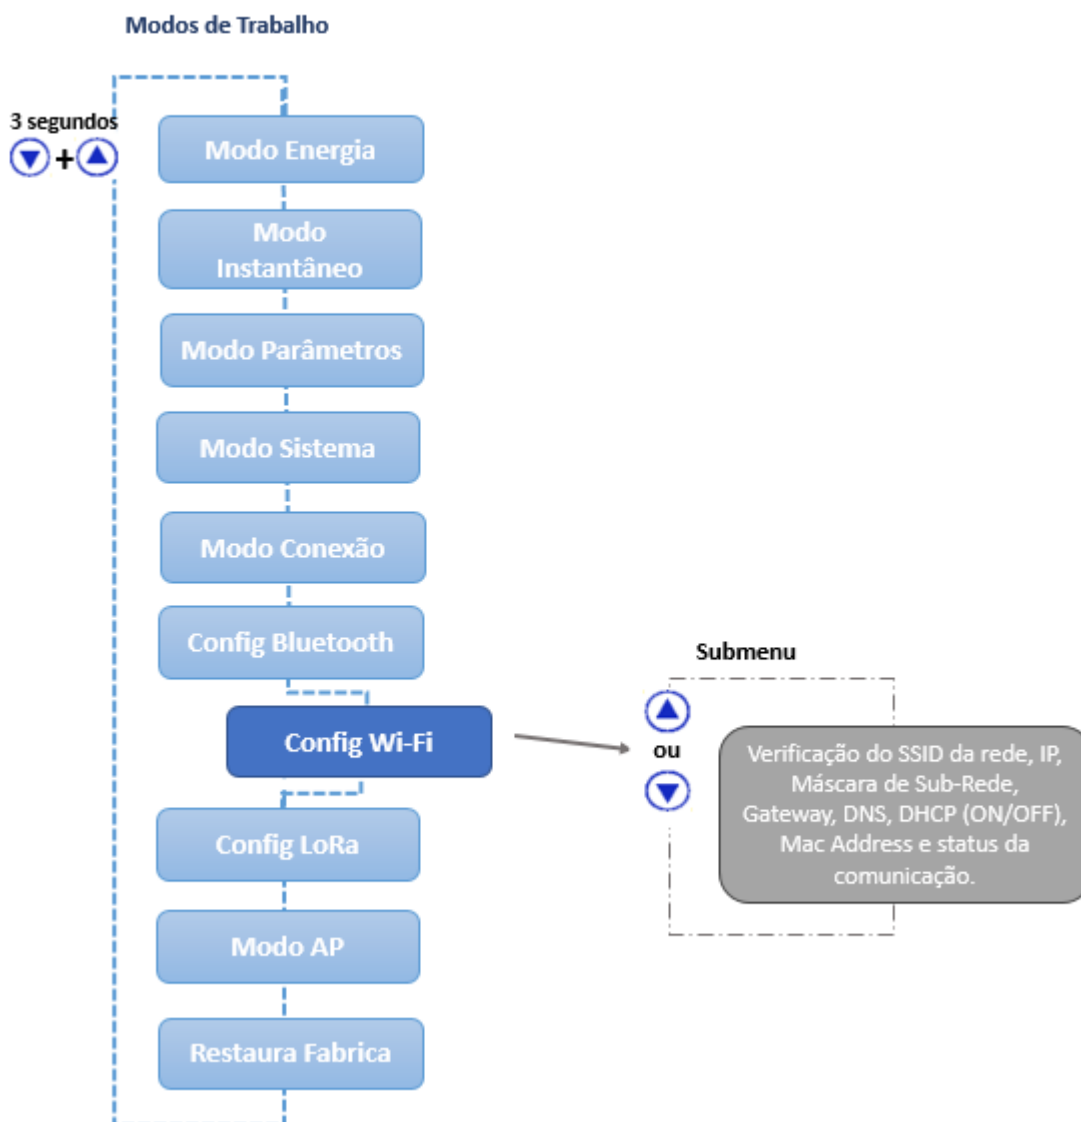 Modos de Trabalho
3 segundos
+
Modo Energia
Modo
Instantâneo
Modo Parâmetros
Modo Sistema
Modo Conexão
Config Bluetooth
Config Wi-Fi
Config LoRa
Modo AP
Restaura Fabrica
Submenu
ou
Verificação do SSID da rede, IP,
Máscara de Sub-Rede,
Gateway, DNS, DHCP (ON/OFF),
Mac Address e status da
comunicação.